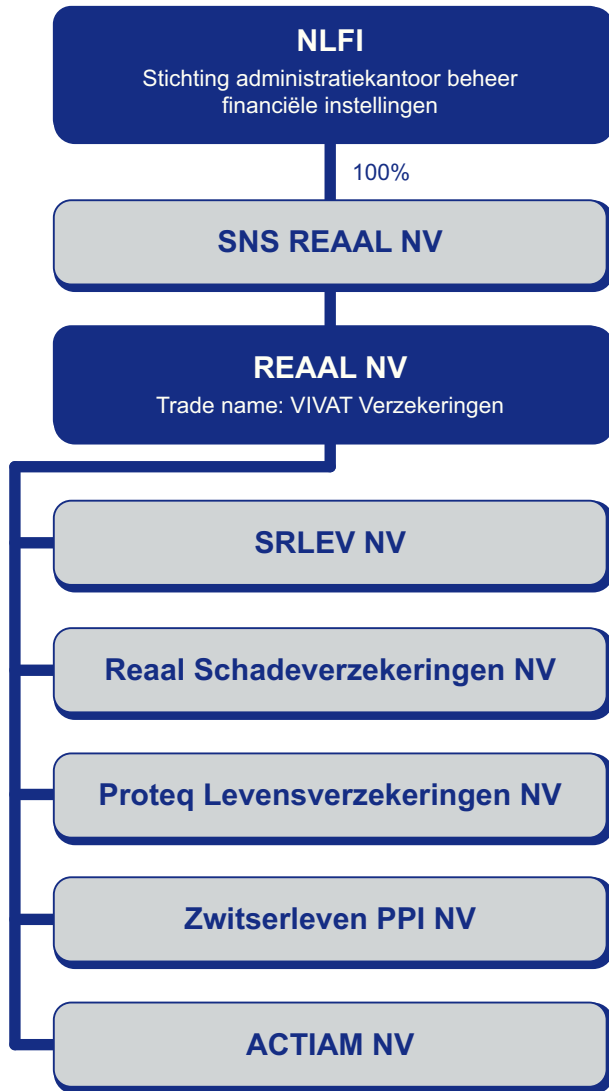 NLFI
Stichting administratiekantoor beheer
financiële instellingen
100%
SNS REAAL NV
REAAL NV
Trade name: VIVAT Verzekeringen
SRLEV NV
Reaal Schadeverzekeringen NV
Proteq Levensverzekeringen NV
Zwitserleven PPI NV
ACTIAM NV